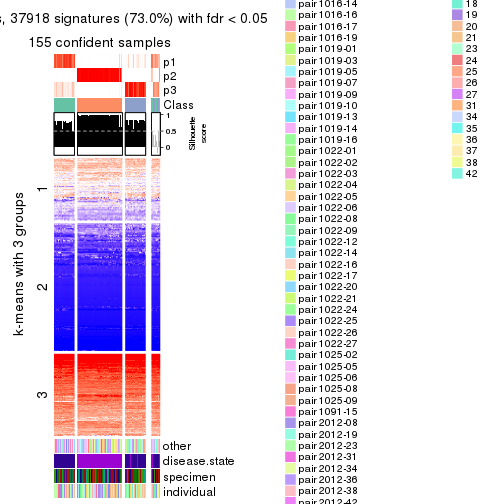 , 37918 signatures (73.0%) with fdr < 0.05
155 confident samples
p1
p2
p3
Class
1
0.5
0
Silhouette
score
k-means with 3 groups
1
2
3
other
disease.state
specimen
individual
pair1016-14
pair1016-16
pair1016-17
pair1016-19
pair1019-01
pair1019-03
pair1019-05
pair1019-07
pair1019-09
pair1019-10
pair1019-13
pair1019-14
pair1019-16
pair1022-01
pair1022-02
pair1022-03
pair1022-04
pair1022-05
pair1022-06
pair1022-08
pair1022-09
pair1022-12
pair1022-14
pair1022-16
pair1022-17
pair1022-20
pair1022-21
pair1022-24
pair1022-25
pair1022-26
pair1022-27
pair1025-02
pair1025-05
pair1025-06
pair1025-08
pair1025-09
pair1091-15
pair2012-08
pair2012-19
pair2012-23
pair2012-31
pair2012-34
pair2012-36
pair2012-38
pair2012-42
18
19
20
21
23
24
25
26
27
31
34
35
36
37
38
42